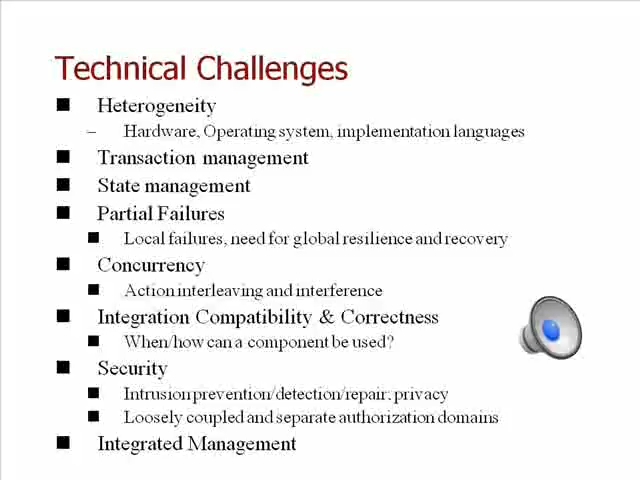 Technical Challenges
Heterogeneity
– Hardware, Operating system, implementation languages
Transaction management
State management
Partial Failures
Local failures, need for global resilience and recovery
Concurrency
Action interleaving and interference
Integration Compatibility & Correctness
When/how can a component be used?
Security
Intrusion prevention/detection/repair; privacy
Loosely coupled and separate authorization domains
Integrated Management